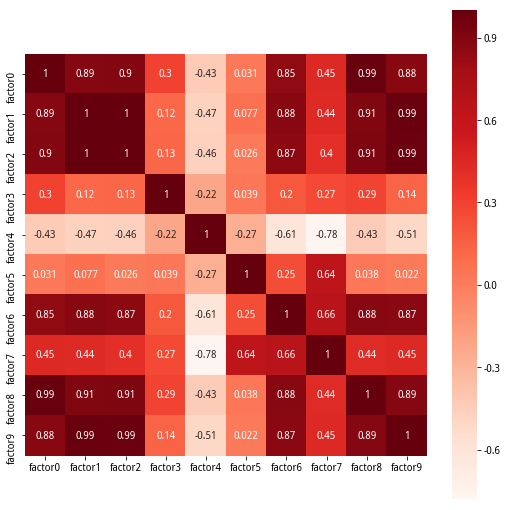 factor0 1 0.89 0.9 0.3 -0.43 0.031 0.85 0.45 0.99 0.88
factor1 0.89 1 1 0.12 -0.47 0.077 0.88 0.44 0.91 0.99
factor2 0.9 1 1 0.13 -0.46 0.026 0.87 0.4 0.91 0.99
factor3 0.3 0.12 0.13 1 -0.22 0.039 0.2 0.27 0.29 0.14
factor4 -0.43 -0.47 -0.46 -0.22 1 -0.27 -0.61 -0.78 -0.43 -0.51
factor5 0.031 0.077 0.026 0.039 -0.27 1 0.25 0.64 0.038 0.022
factor6 0.85 0.88 0.87 0.2 -0.61 0.25 1 0.66 0.88 0.87
factor7 0.45 0.44 0.4 0.27 -0.78 0.64 0.66 1 0.44 0.45
factor8 0.99 0.91 0.91 0.29 -0.43 0.038 0.88 0.44 1 0.89
factor9 0.88 0.99 0.99 0.14 -0.51 0.022 0.87 0.45 0.89 1
factor0 factor1 factor2 factor3 factor4 factor5 factor6 factor7 factor8 factor9
0.9
0.6
0.3
0.0
-0.3
-0.6